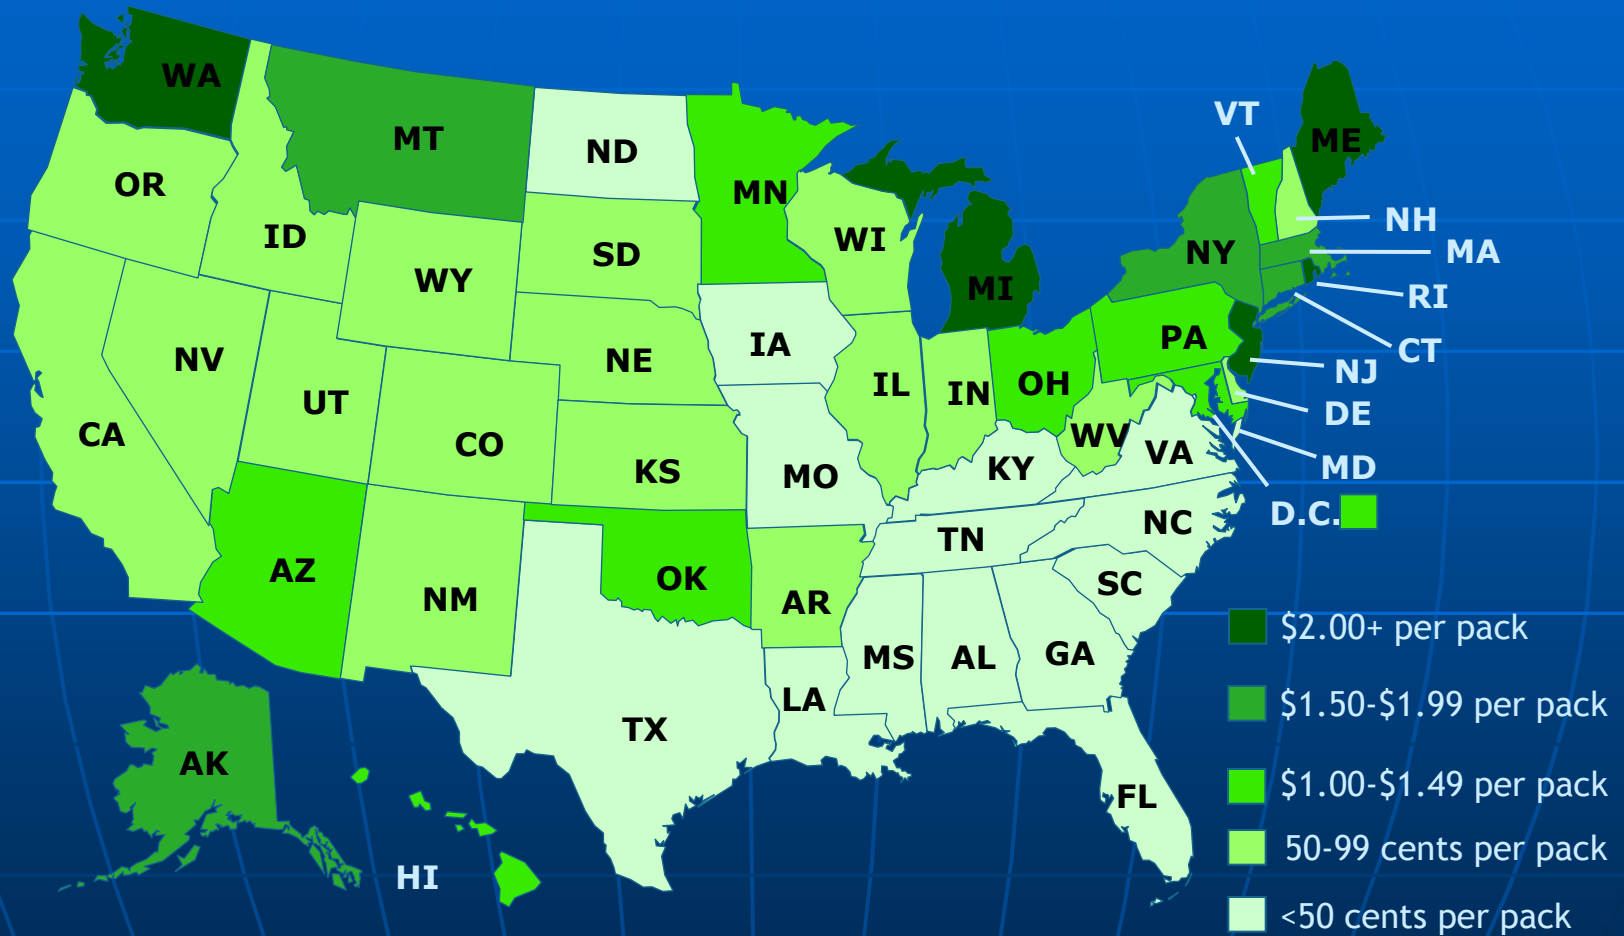 WA
MT
ND
MN
VT
ME
OR
ID
WY
SD
WI
MI
NY
NH
MA
RI
CT
NV
UT
CO
NE
IA
IL
IN
OH
PA
NJ
DE
CA
KS
MO
KY
WV
VA
MD
D.C.
AZ
NM
OK
AR
TN
NC
SC
TX
LA
MS
AL
GA
FL
AK
HI
$2.00+ per pack
$1.50-$1.99 per pack
$1.00-$1.49 per pack
50-99 cents per pack
<50 cents per pack